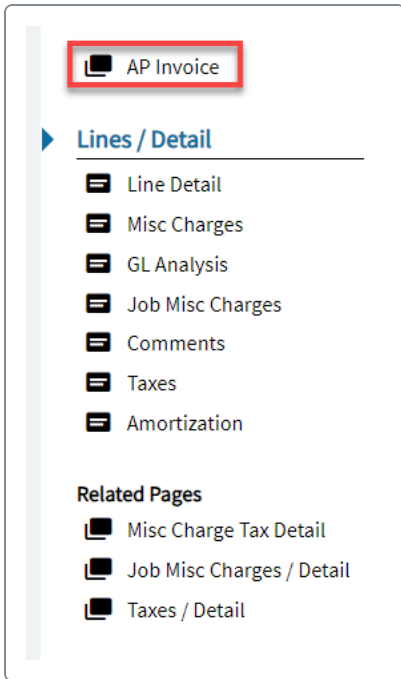 AP Invoice
Lines / Detail
Line Detail
Misc Charges
GL Analysis
Job Misc Charges
Comments
Taxes
Amortization
Related Pages
Misc Charge Tax Detail
Job Misc Charges / Detail
Taxes / Detail